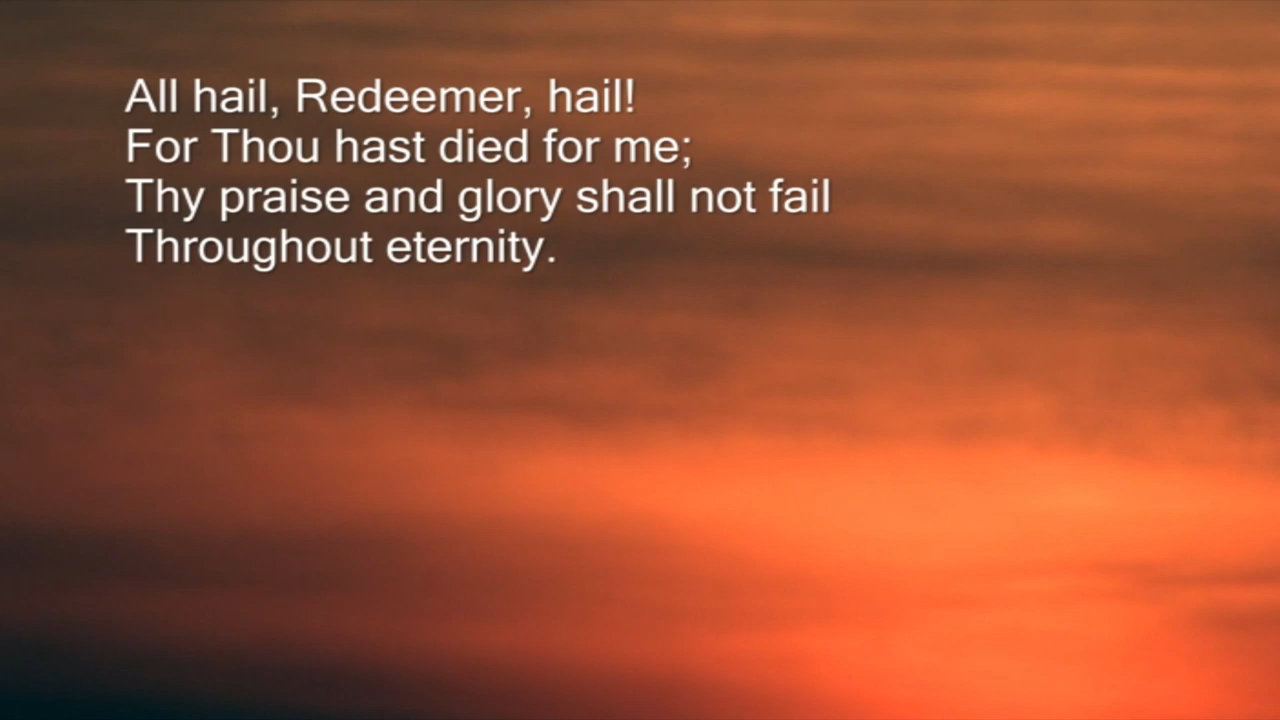 All hail, Redeemer, hail!
For Thou hast died for me;
Thy praise and glory shall not fail
Throughout eternity.